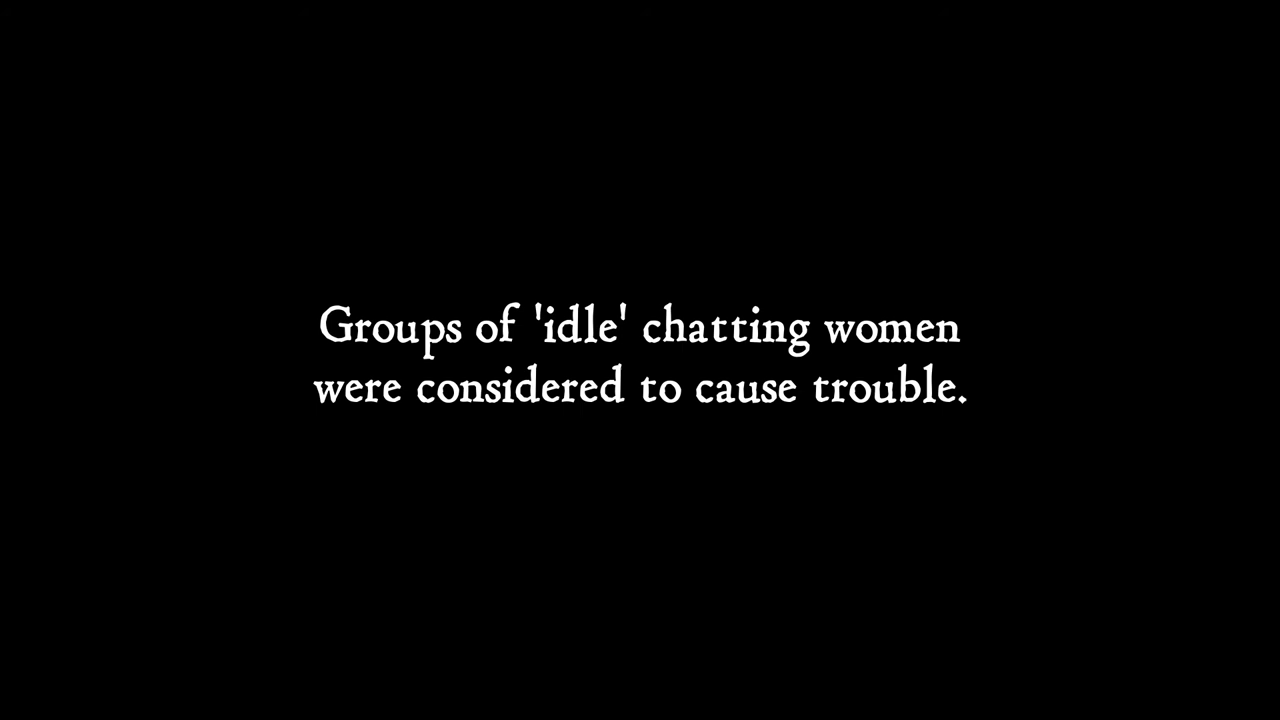 Groups of 'idle' chatting women
were considered to cause trouble.